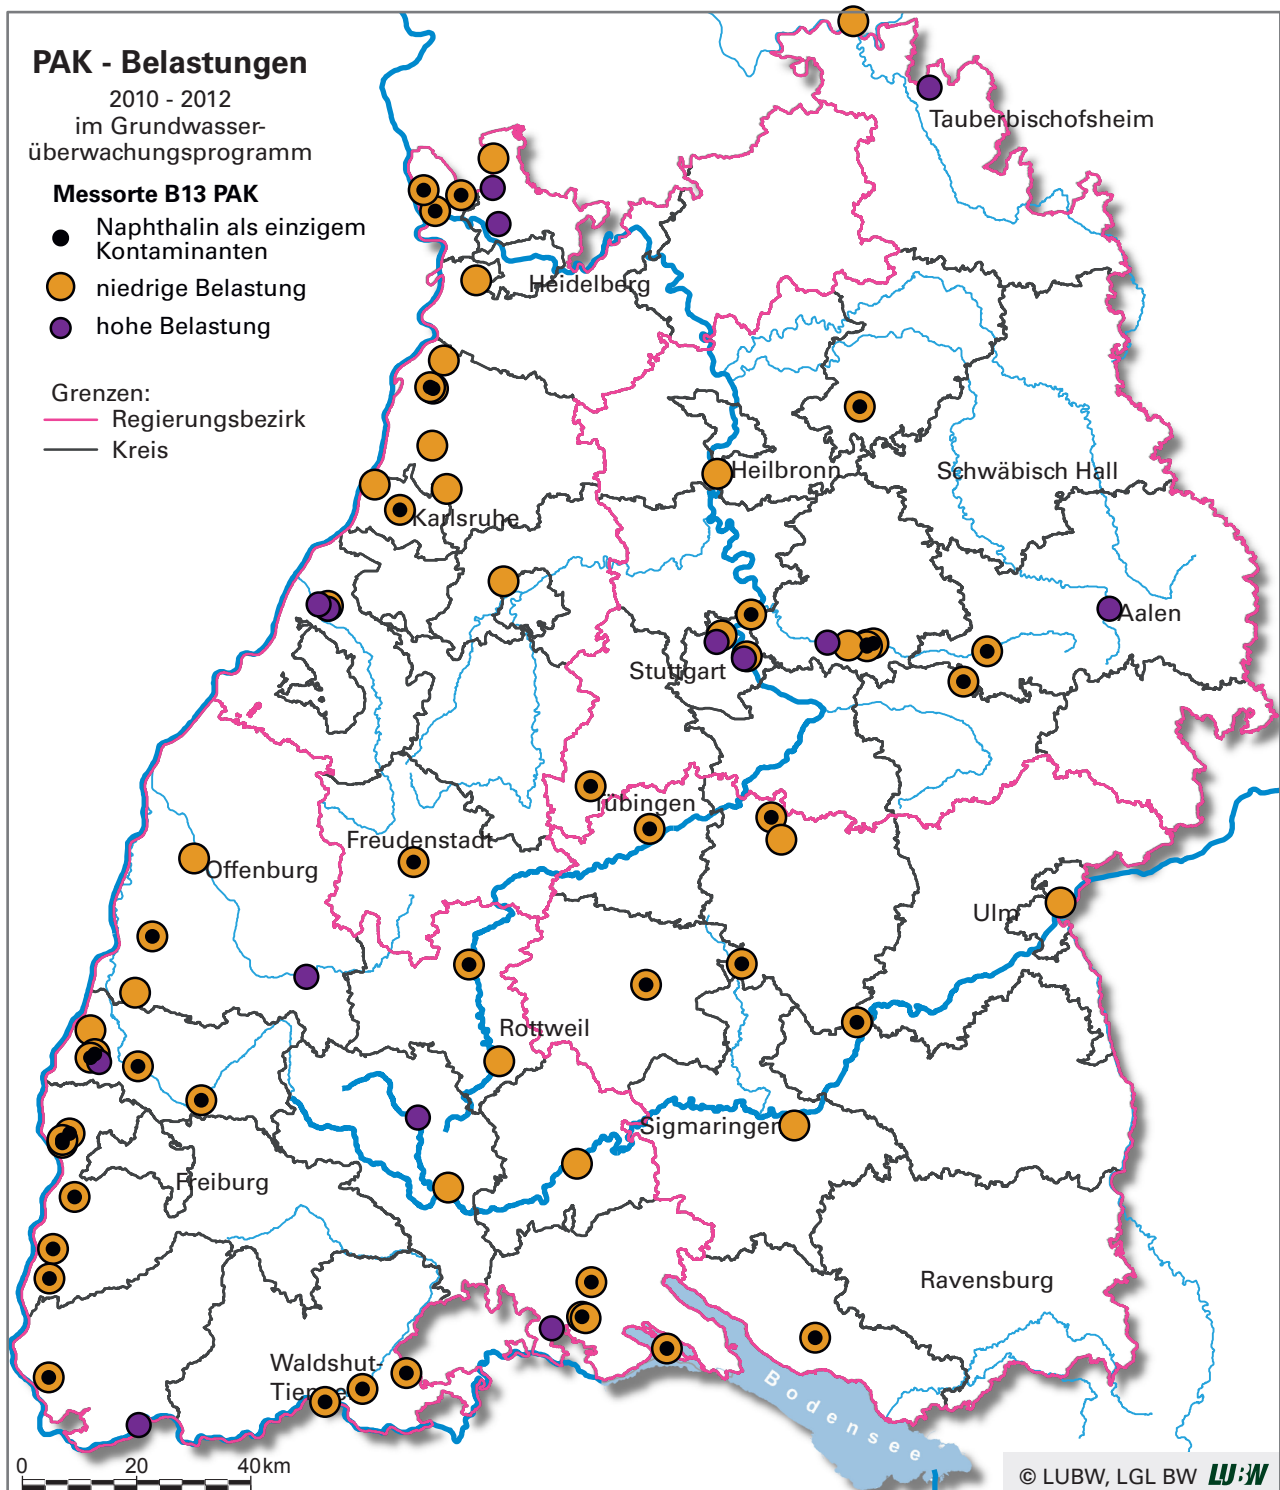 PAK - Belastungen
2010 - 2012
im Grundwasser-
überwachungsprogramm
Messorte B13 PAK
Naphthalin als einzigem
Kontaminanten
niedrige Belastung
hohe Belastung
Grenzen:
Regierungsbezirk
Kreis
Tauberbischofsheim
Heidelberg
Heilbronn
Schwäbisch Hall
Karlsruhe
Aalen
Stuttgart
Tübingen
Freudenstadt
Offenburg
Ulm
Rottweil
Sigmaringen
Freiburg
Ravensburg
Waldshut-
Tiengen
Bodensee
0 20 40km
© LUBW, LGL BW LUBW